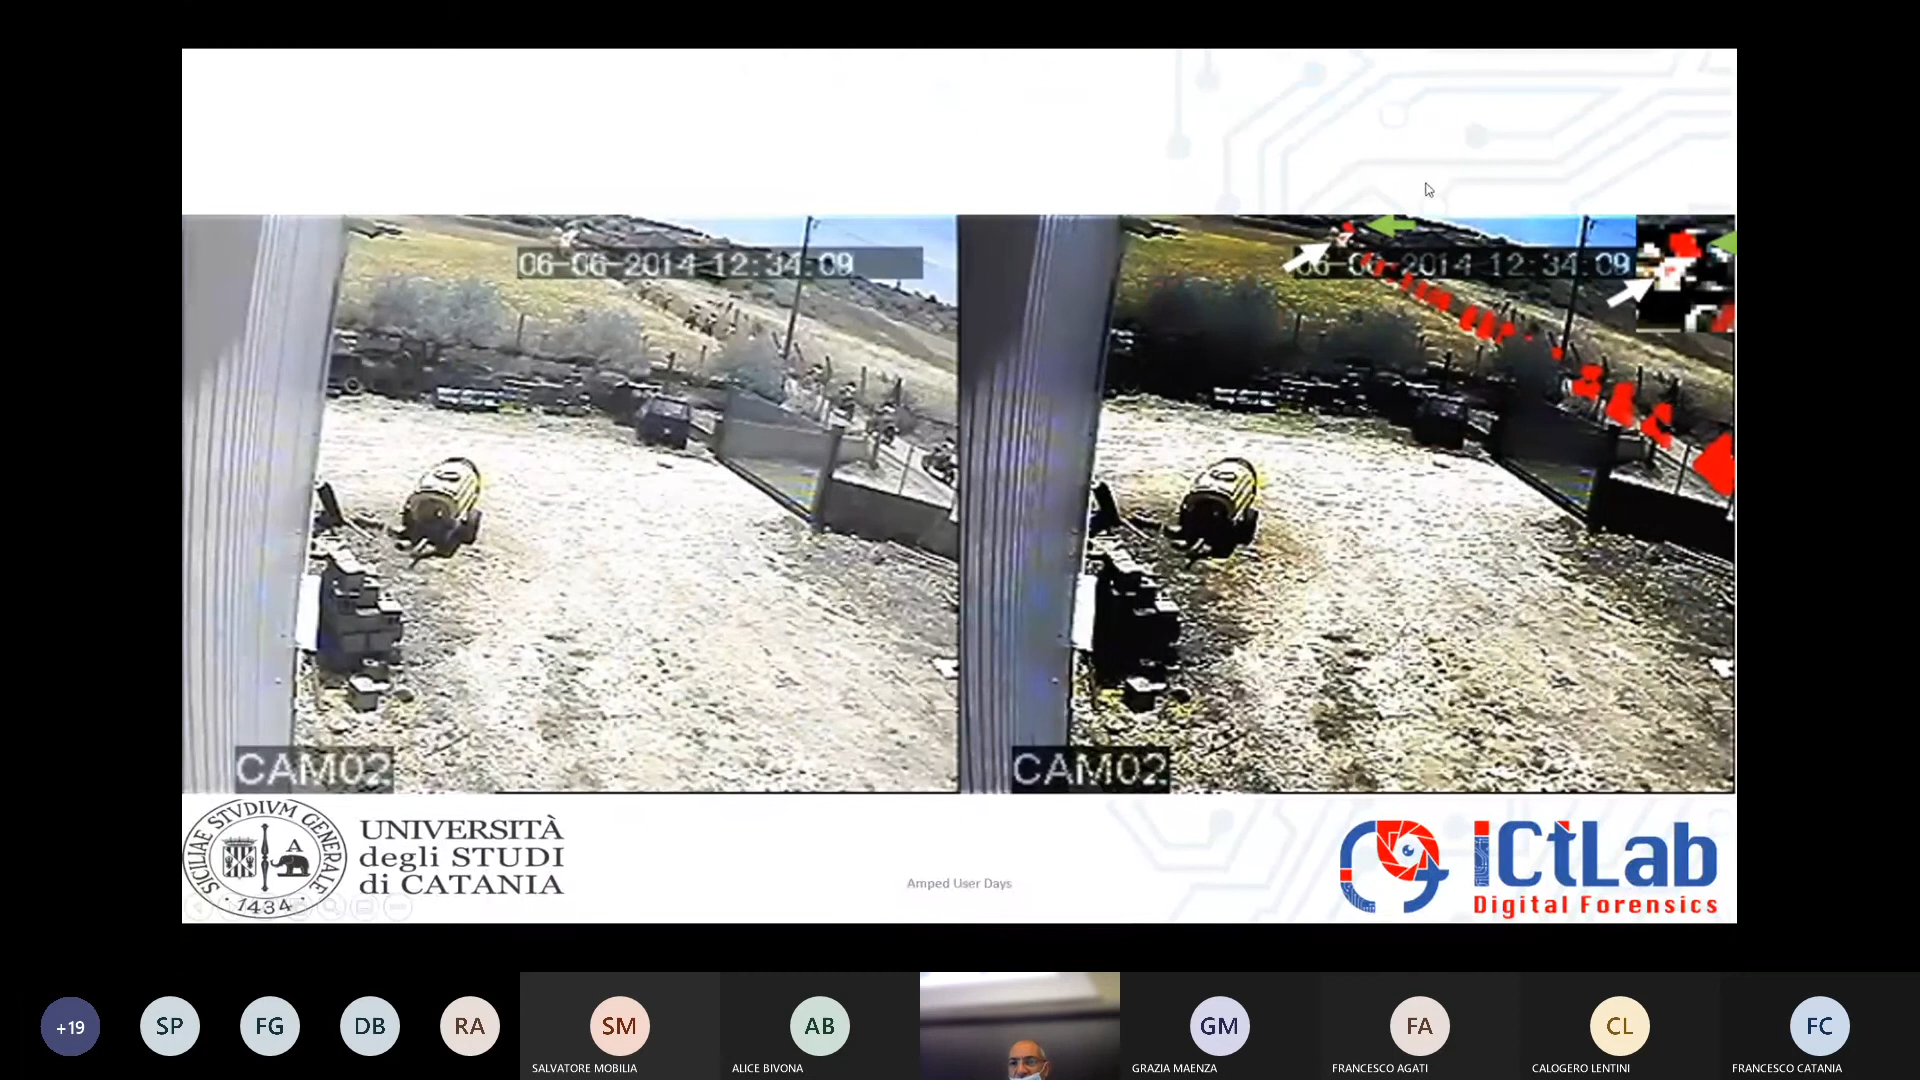 06-06-2014 12:34:09
06-06-2014 12:34:09
CAM02
CAM02
SICILIAE STVDIVM GENERALE
1434
UNIVERSITÀ
degli STUDI
di CATANIA
Amped User Days
iCtLab
Digital Forensics
+19
SP
FG
DB
RA
SM
AB
GM
FA
CL
FC
SALVATORE MOBILIA
ALICE BIVONA
GRAZIA MAENZA
FRANCESCO AGATI
CALOGERO LENTINI
FRANCESCO CATANIA